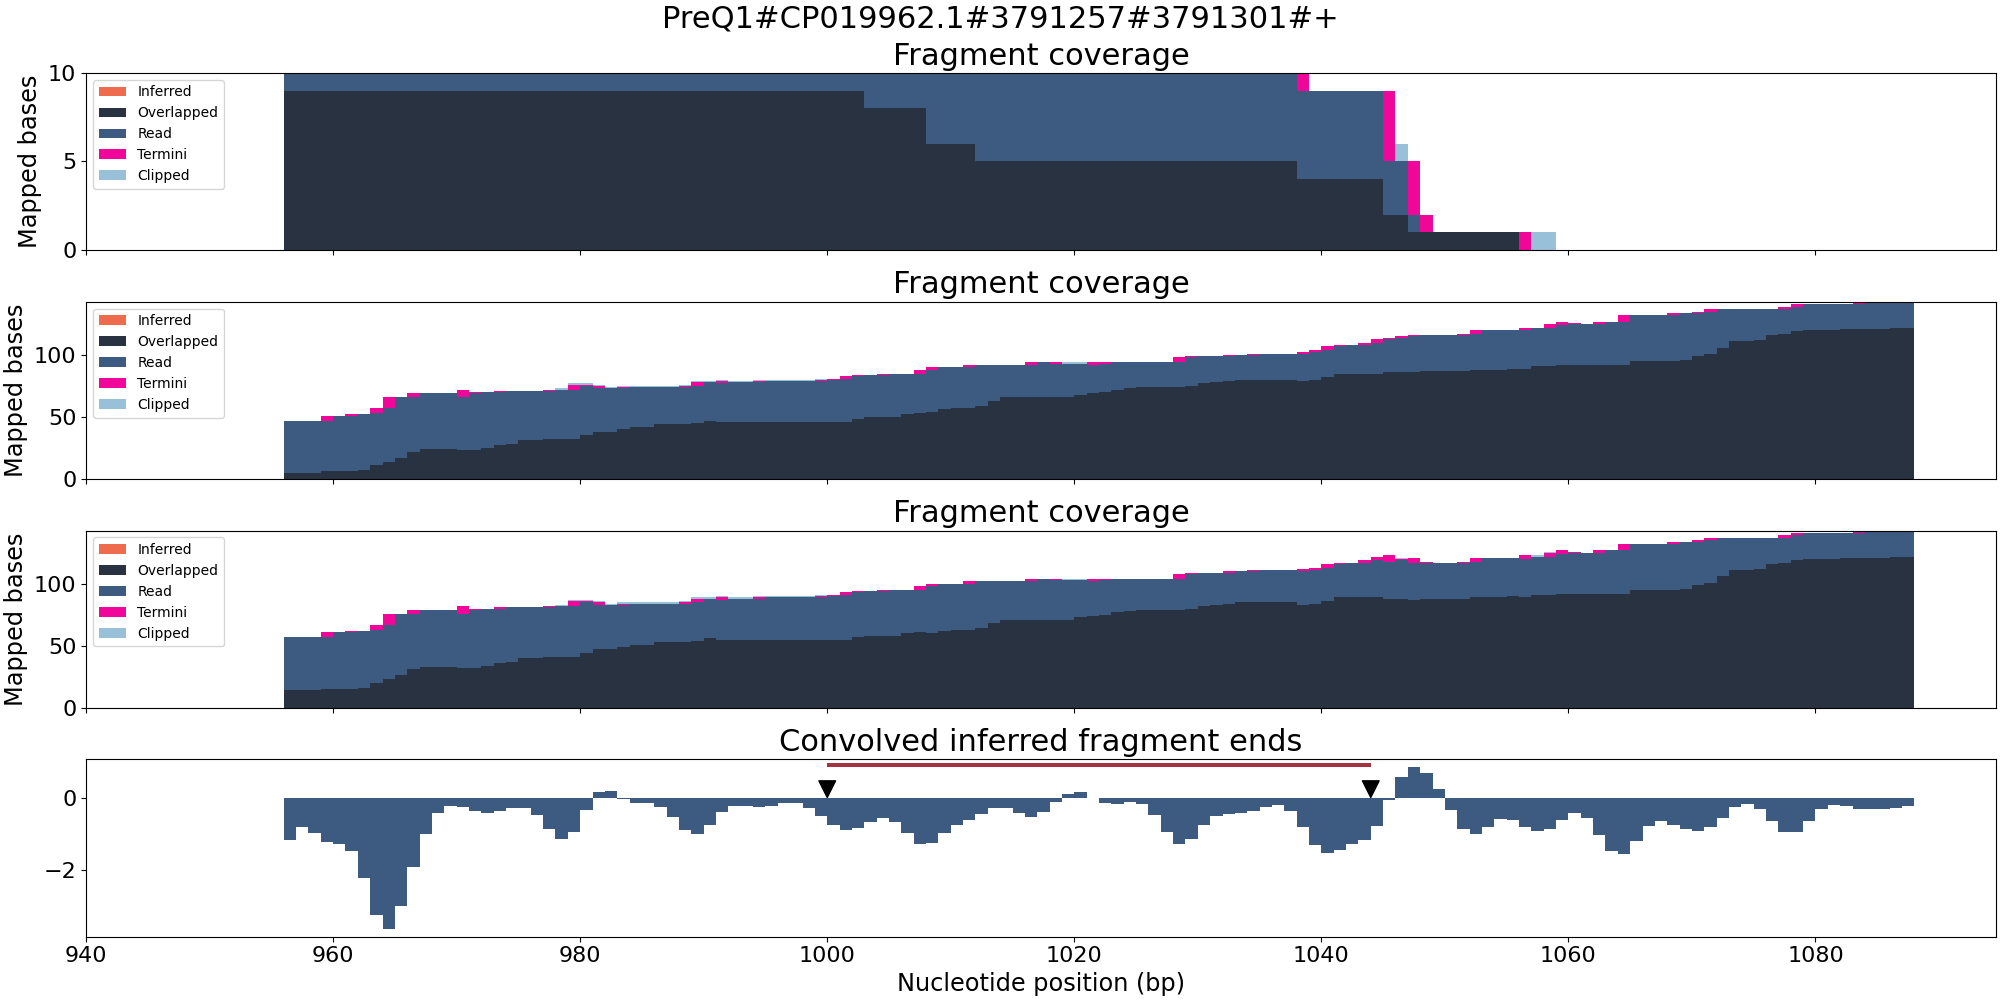 PreQ1#CP019962.1#3791257#3791301#+
Fragment coverage
Mapped bases
10
5
0
Inferred
Overlapped
Read
Termini
Clipped
Fragment coverage
Mapped bases
100
50
0
Inferred
Overlapped
Read
Termini
Clipped
Fragment coverage
Mapped bases
100
50
0
Inferred
Overlapped
Read
Termini
Clipped
Convolved inferred fragment ends
0
−2
940 960 980 1000 1020 1040 1060 1080
Nucleotide position (bp)